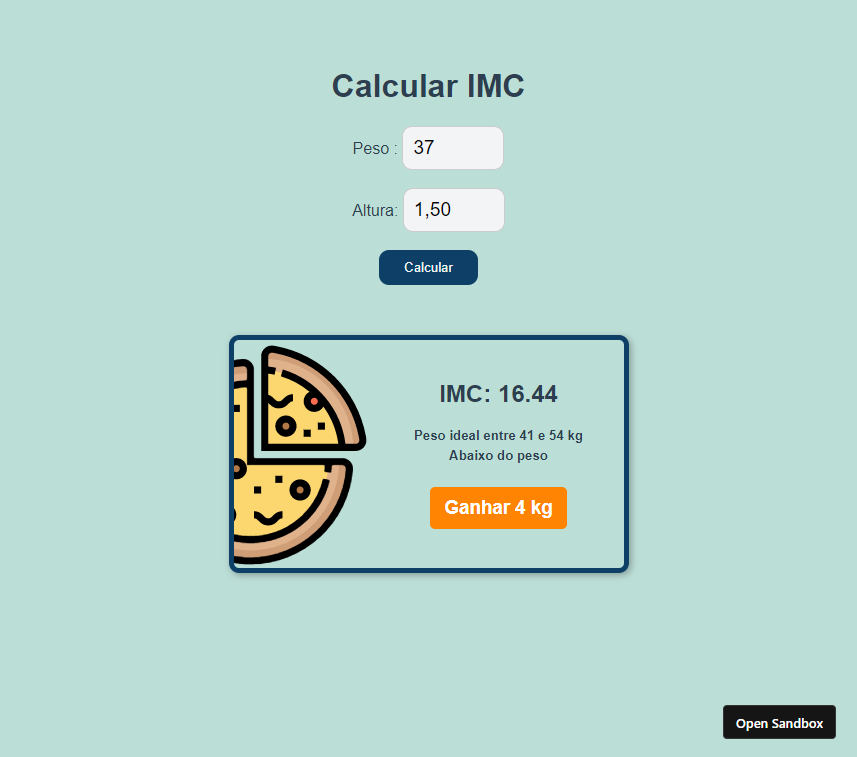 Calcular IMC
Peso : 37
Altura: 1,50
Calcular
IMC: 16.44
Peso ideal entre 41 e 54 kg
Abaixo do peso
Ganhar 4 kg
Open Sandbox